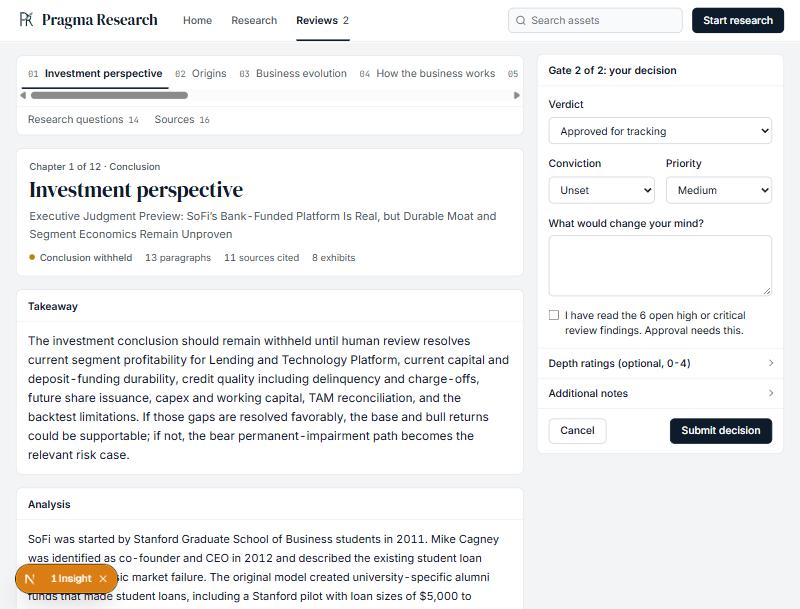 Pragma Research
Home
Research
Reviews 2
Search assets
Start research
01 Investment perspective
02 Origins
03 Business evolution
04 How the business works
05
Research questions 14
Sources 16
Chapter 1 of 12 · Conclusion
Investment perspective
Executive Judgment Preview: SoFi's Bank-Funded Platform Is Real, but Durable Moat and
Segment Economics Remain Unproven
Conclusion withheld
13 paragraphs
11 sources cited
8 exhibits
Takeaway
The investment conclusion should remain withheld until human review resolves
current segment profitability for Lending and Technology Platform, current capital and
deposit-funding durability, credit quality including delinquency and charge-offs,
future share issuance, capex and working capital, TAM reconciliation, and the
backtest limitations. If those gaps are resolved favorably, the base and bull returns
could be supportable; if not, the bear permanent-impairment path becomes the
relevant risk case.
Analysis
SoFi was started by Stanford Graduate School of Business students in 2011. Mike Cagney
was identified as co-founder and CEO in 2012 and described the existing student loan
ic market failure. The original model created university-specific alumni
funds that made student loans, including a Stanford pilot with loan sizes of $5,000 to
N 1 Insight
Gate 2 of 2: your decision
Verdict
Approved for tracking
Conviction
Priority
Unset
Medium
What would change your mind?
I have read the 6 open high or critical
review findings. Approval needs this.
Depth ratings (optional, 0-4)
Additional notes
Cancel
Submit decision